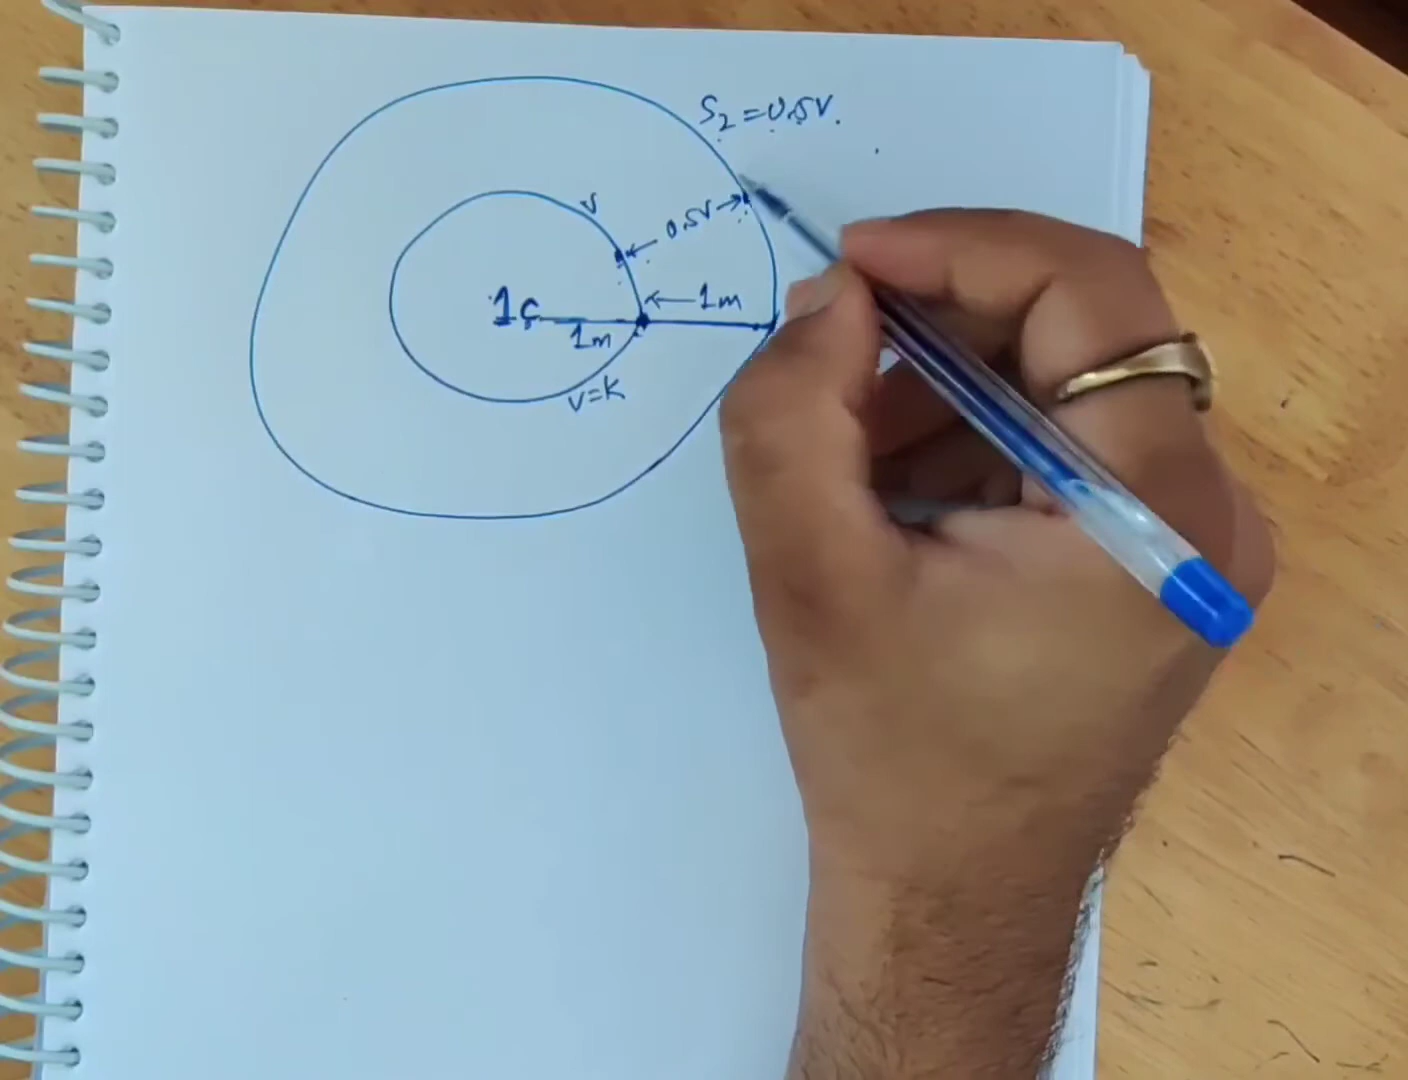 S₂ = 0.5V.
V
0.5V
1m
1c
1m
V=K